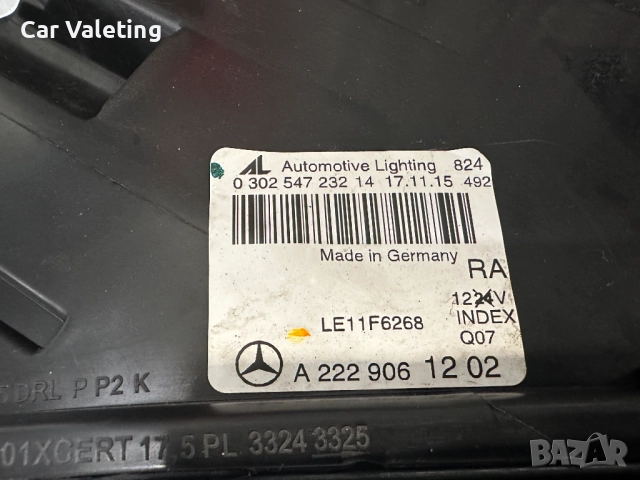 Car Valeting
AL Automotive Lighting 824
0 302 547 232 14 17.11.15 492
Made in Germany
RA
1224V
LE11F6268
INDEX
Q07
A 222 906 12 02
DRL P P2 K
01XCERT 17.5 PL 3324 3325
BAZAR